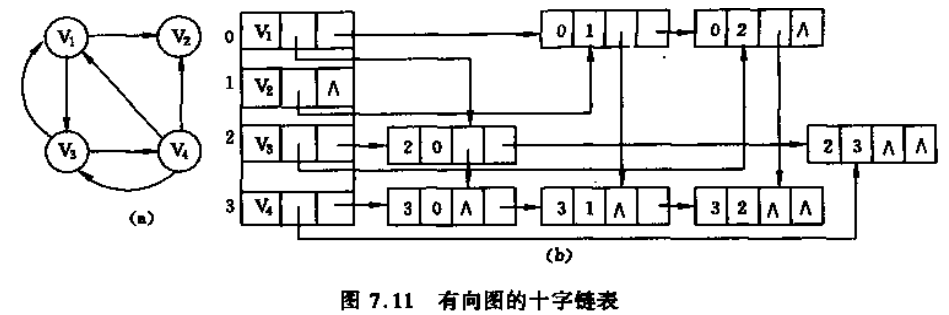 V₁ V₂
V₃ V₄
(a)
0 V₁ 0 1 0 2 ∧
1 V₂ ∧
2 V₃ 2 0 2 3 ∧ ∧
3 V₄ 3 0 ∧ 3 1 ∧ 3 2 ∧ ∧
(b)
图 7.11 有向图的十字链表